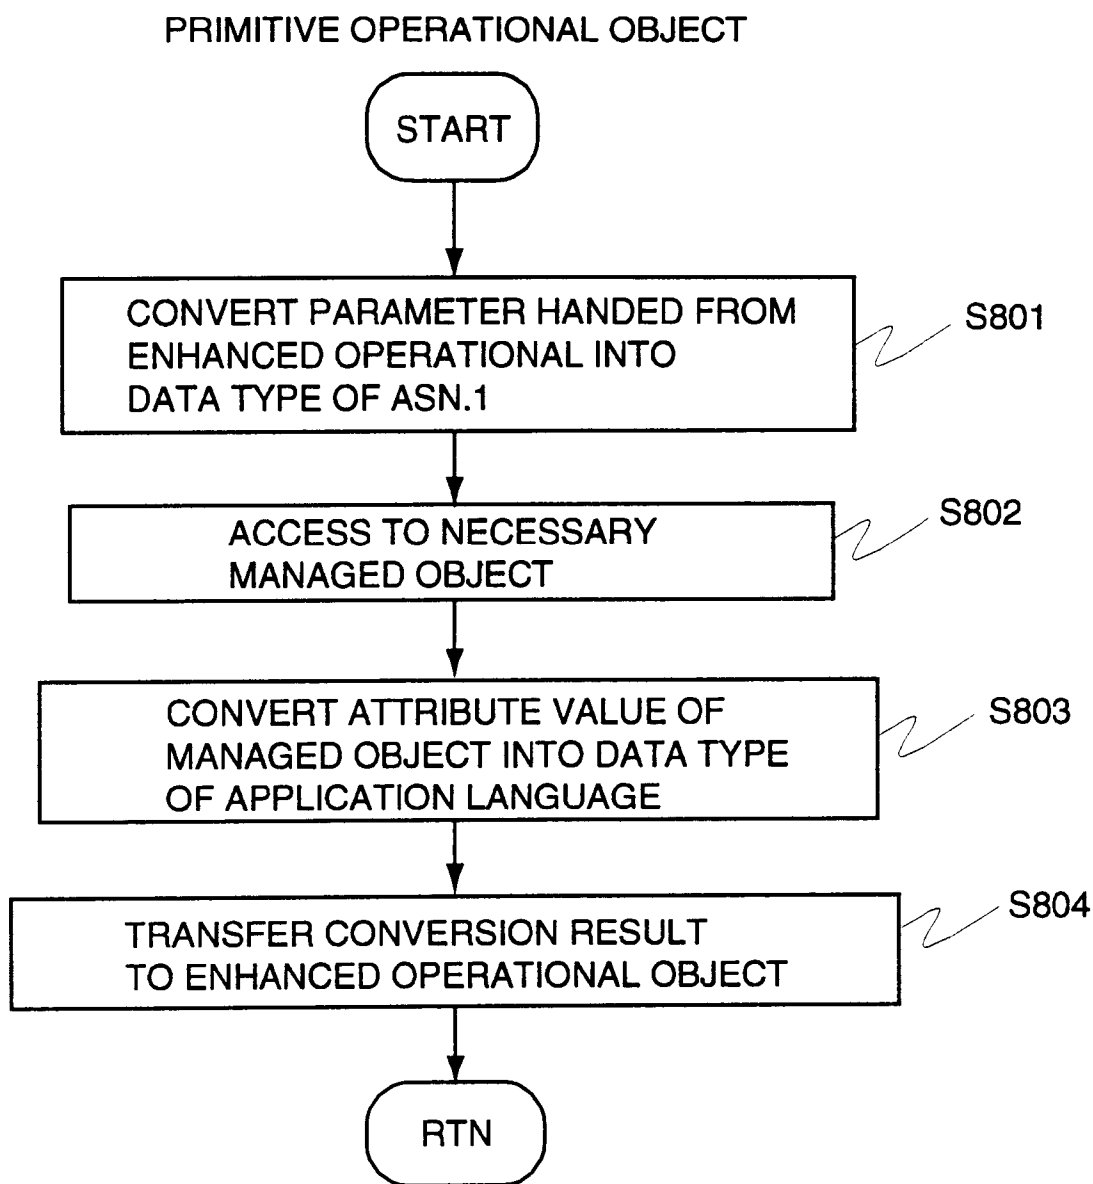 PRIMITIVE OPERATIONAL OBJECT
START
CONVERT PARAMETER HANDED FROM
ENHANCED OPERATIONAL INTO
DATA TYPE OF ASN.1
S801
ACCESS TO NECESSARY
MANAGED OBJECT
S802
CONVERT ATTRIBUTE VALUE OF
MANAGED OBJECT INTO DATA TYPE
OF APPLICATION LANGUAGE
S803
TRANSFER CONVERSION RESULT
TO ENHANCED OPERATIONAL OBJECT
S804
RTN